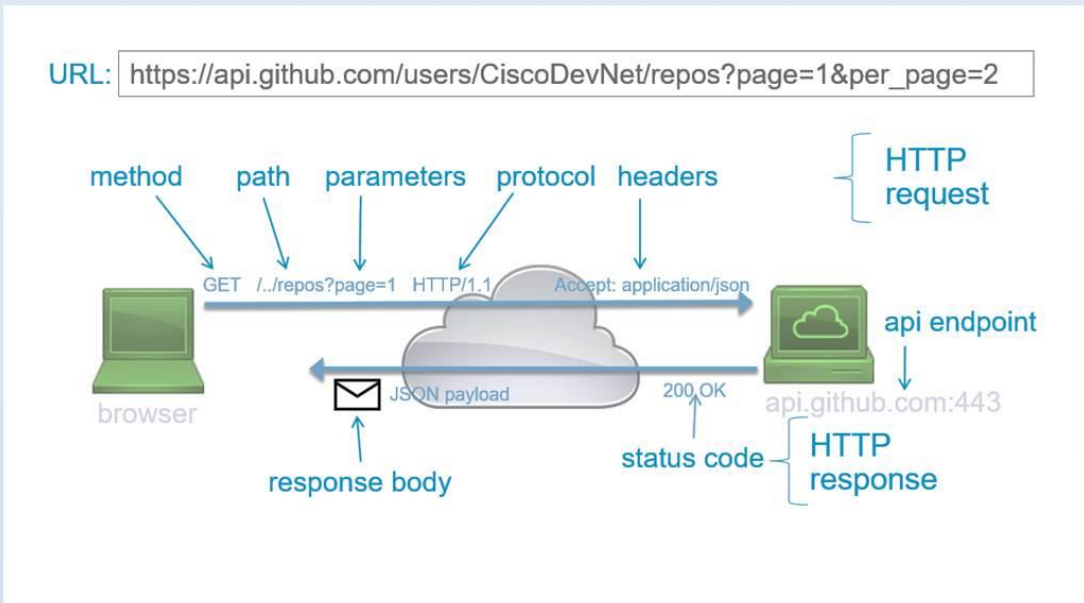 URL: https://api.github.com/users/CiscoDevNet/repos?page=1&per_page=2
HTTP
request
method path parameters protocol headers
GET /../repos?page=1 HTTP/1.1 Accept: application/json
api endpoint
JSON payload 200 OK
browser api.github.com:443
status code
HTTP
response
response body